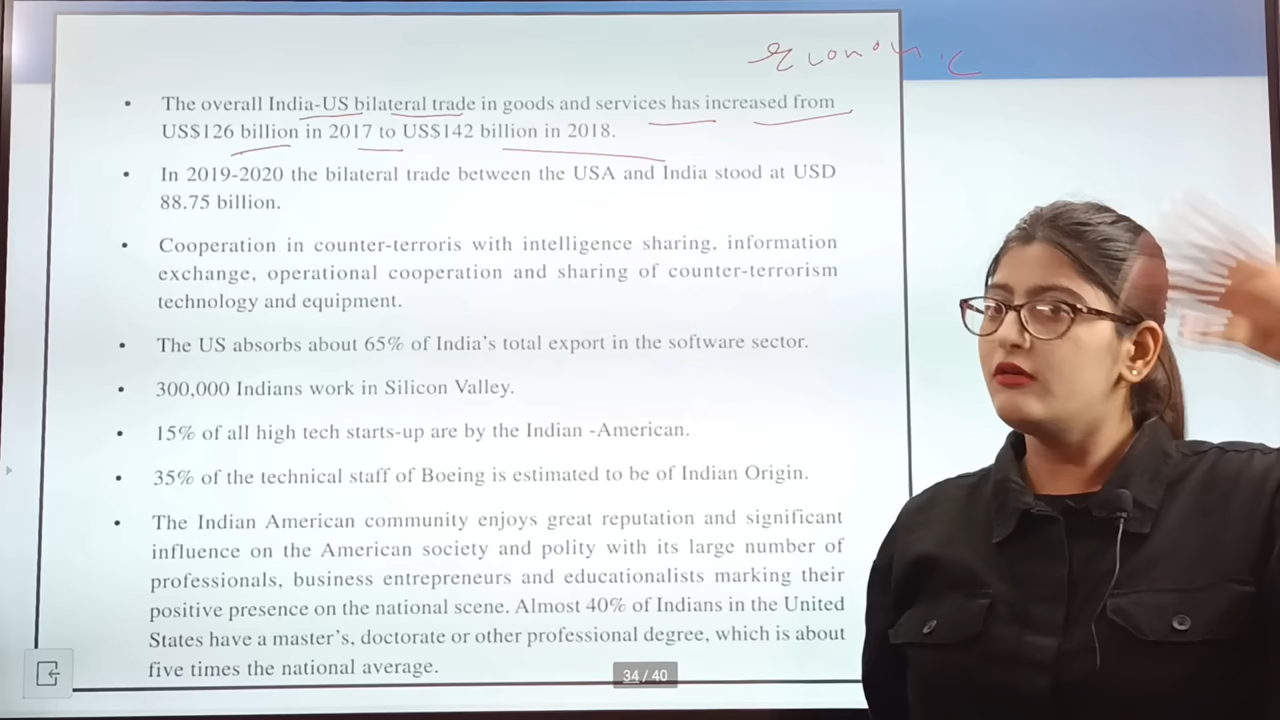 Economic
• The overall India-US bilateral trade in goods and services has increased from
US$126 billion in 2017 to US$142 billion in 2018.
• In 2019-2020 the bilateral trade between the USA and India stood at USD
88.75 billion.
• Cooperation in counter-terroris with intelligence sharing, information
exchange, operational cooperation and sharing of counter-terrorism
technology and equipment.
• The US absorbs about 65% of India's total export in the software sector.
• 300,000 Indians work in Silicon Valley.
• 15% of all high tech starts-up are by the Indian -American.
• 35% of the technical staff of Boeing is estimated to be of Indian Origin.
• The Indian American community enjoys great reputation and significant
influence on the American society and polity with its large number of
professionals, business entrepreneurs and educationalists marking their
positive presence on the national scene. Almost 40% of Indians in the United
States have a master's, doctorate or other professional degree, which is about
five times the national average.
34 / 40